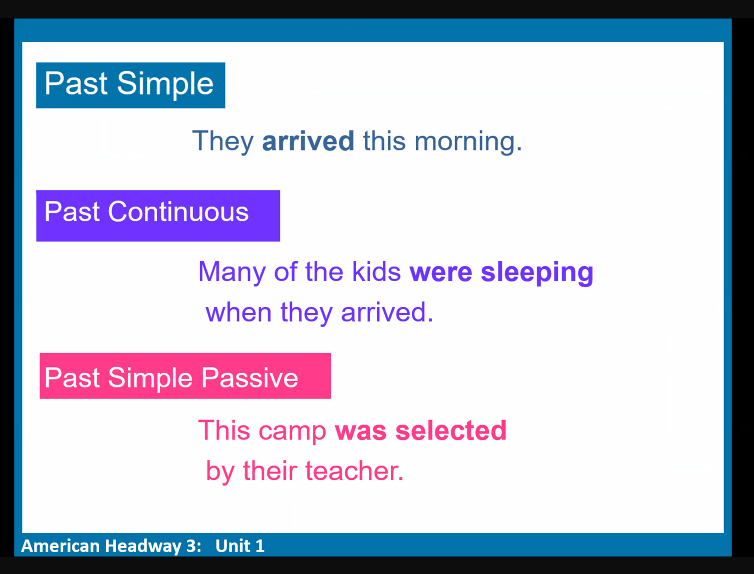 Past Simple
They arrived this morning.
Past Continuous
Many of the kids were sleeping
when they arrived.
Past Simple Passive
This camp was selected
by their teacher.
American Headway 3: Unit 1